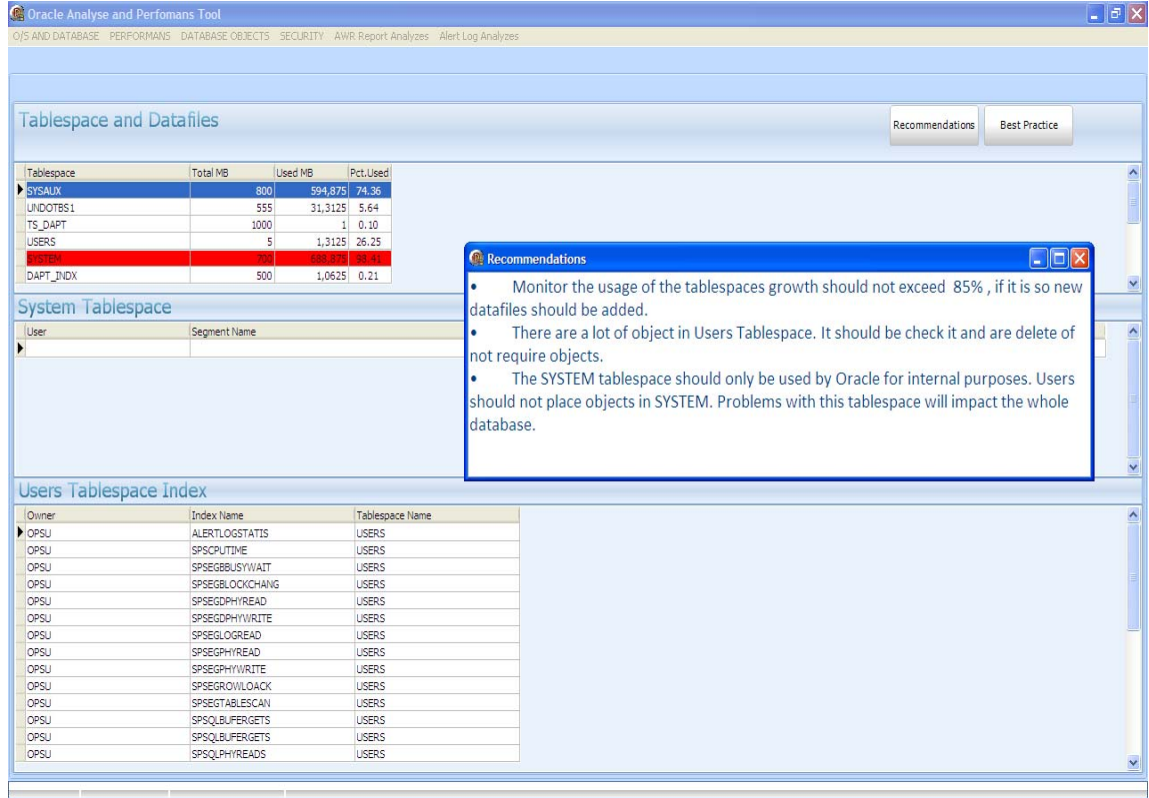 Oracle Analyse and Perfomans Tool
O/S AND DATABASE PERFORMANS DATABASE OBJECTS SECURITY AWR Report Analyzes Alert Log Analyzes
Tablespace and Datafiles
Recommendations Best Practice
Tablespace Total MB Used MB Pct.Used
SYSAUX 800 594,875 74.36
UNDOTBS1 555 31,3125 5.64
TS_DAPT 1000 1 0.10
USERS 5 1,3125 26.25
SYSTEM 700 688,875 98.41
DAPT_INDX 500 1,0625 0.21
Recommendations
• Monitor the usage of the tablespaces growth should not exceed 85% , if it is so new
datafiles should be added.
• There are a lot of object in Users Tablespace. It should be check it and are delete of
not require objects.
• The SYSTEM tablespace should only be used by Oracle for internal purposes. Users
should not place objects in SYSTEM. Problems with this tablespace will impact the whole
database.
System Tablespace
User Segment Name
Users Tablespace Index
Owner Index Name Tablespace Name
OPSU ALERTLOGSTATIS USERS
OPSU SPSCPUTIME USERS
OPSU SPSEGBBUSYWAIT USERS
OPSU SPSEGBLOCKCHANG USERS
OPSU SPSEGDPHYREAD USERS
OPSU SPSEGDPHYWRITE USERS
OPSU SPSEGLOGREAD USERS
OPSU SPSEGPHYREAD USERS
OPSU SPSEGPHYWRITE USERS
OPSU SPSEGROWLOACK USERS
OPSU SPSEGTABLESCAN USERS
OPSU SPSQLBUFERGETS USERS
OPSU SPSQLBUFERGETS USERS
OPSU SPSQLPHYREADS USERS